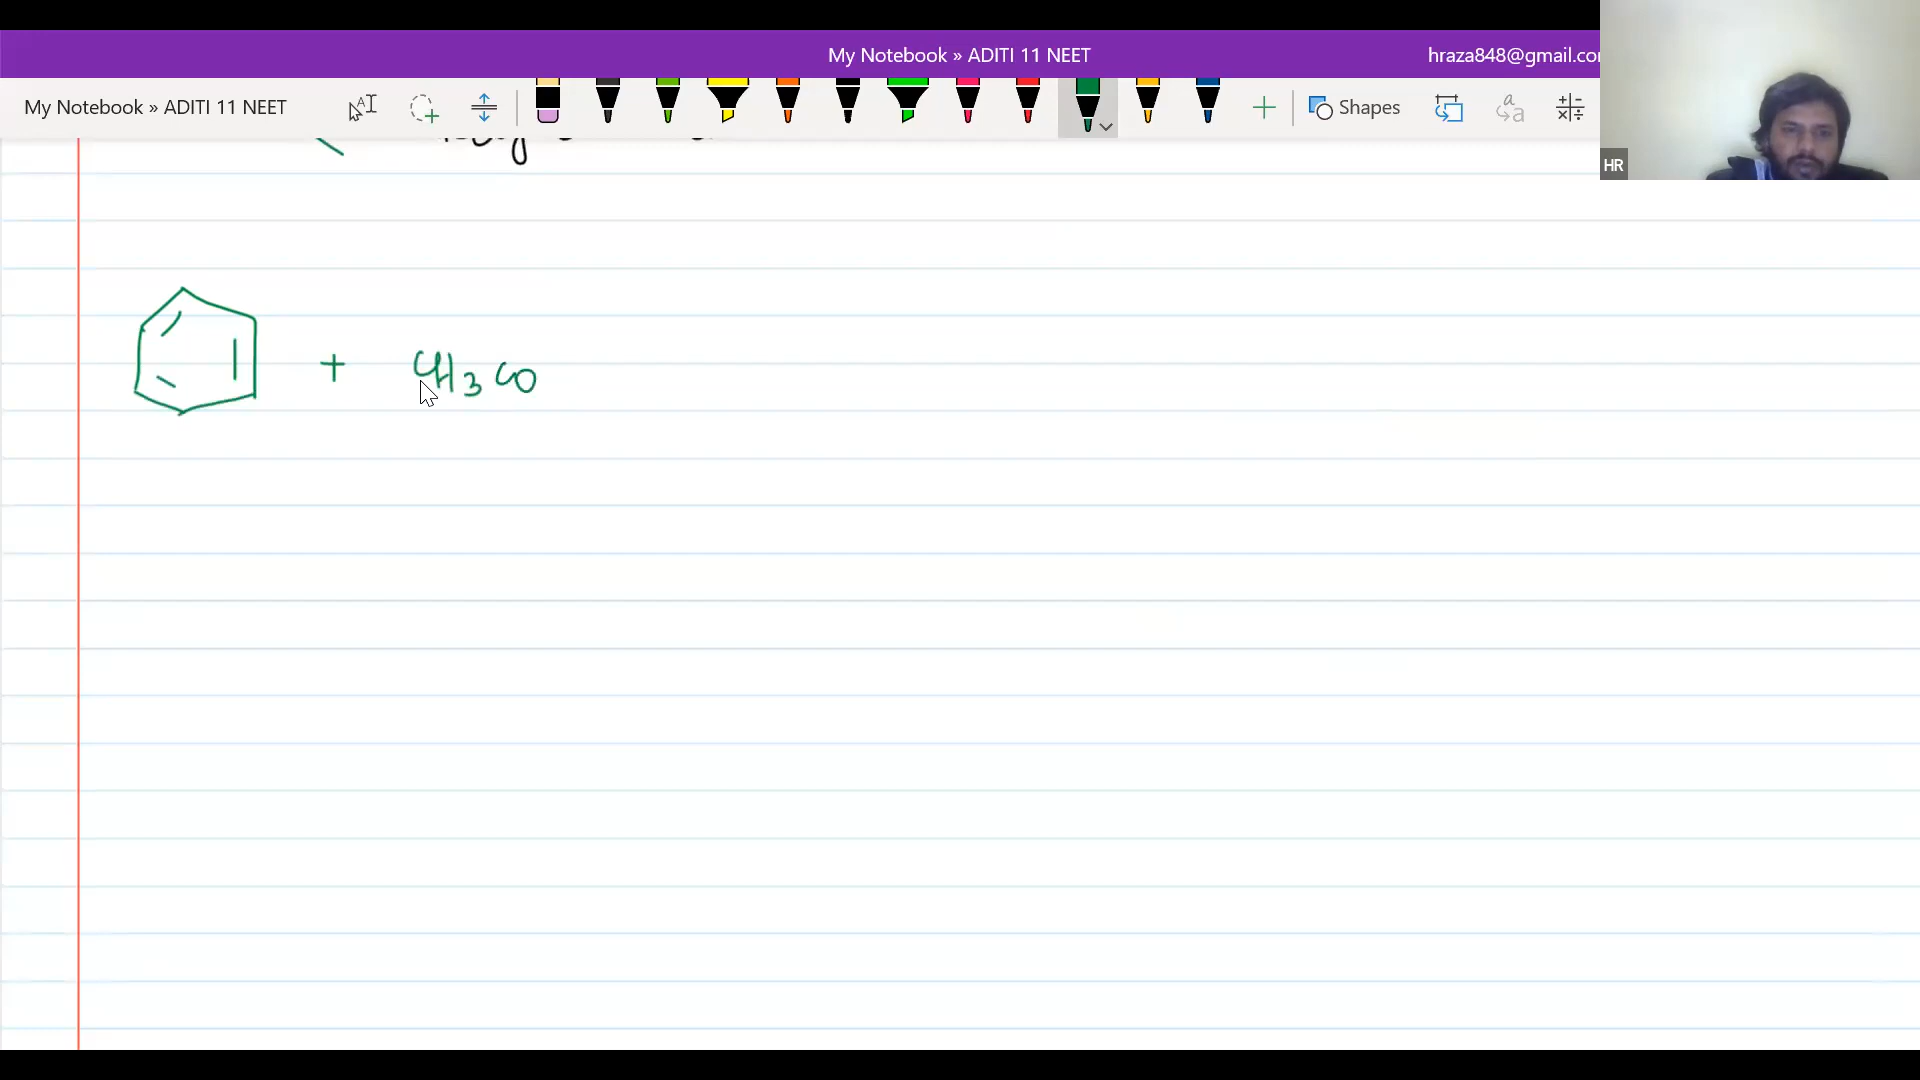 My Notebook » ADITI 11 NEET
hraza848@gmail.co
My Notebook » ADITI 11 NEET
Shapes
HR
+ CH3CO